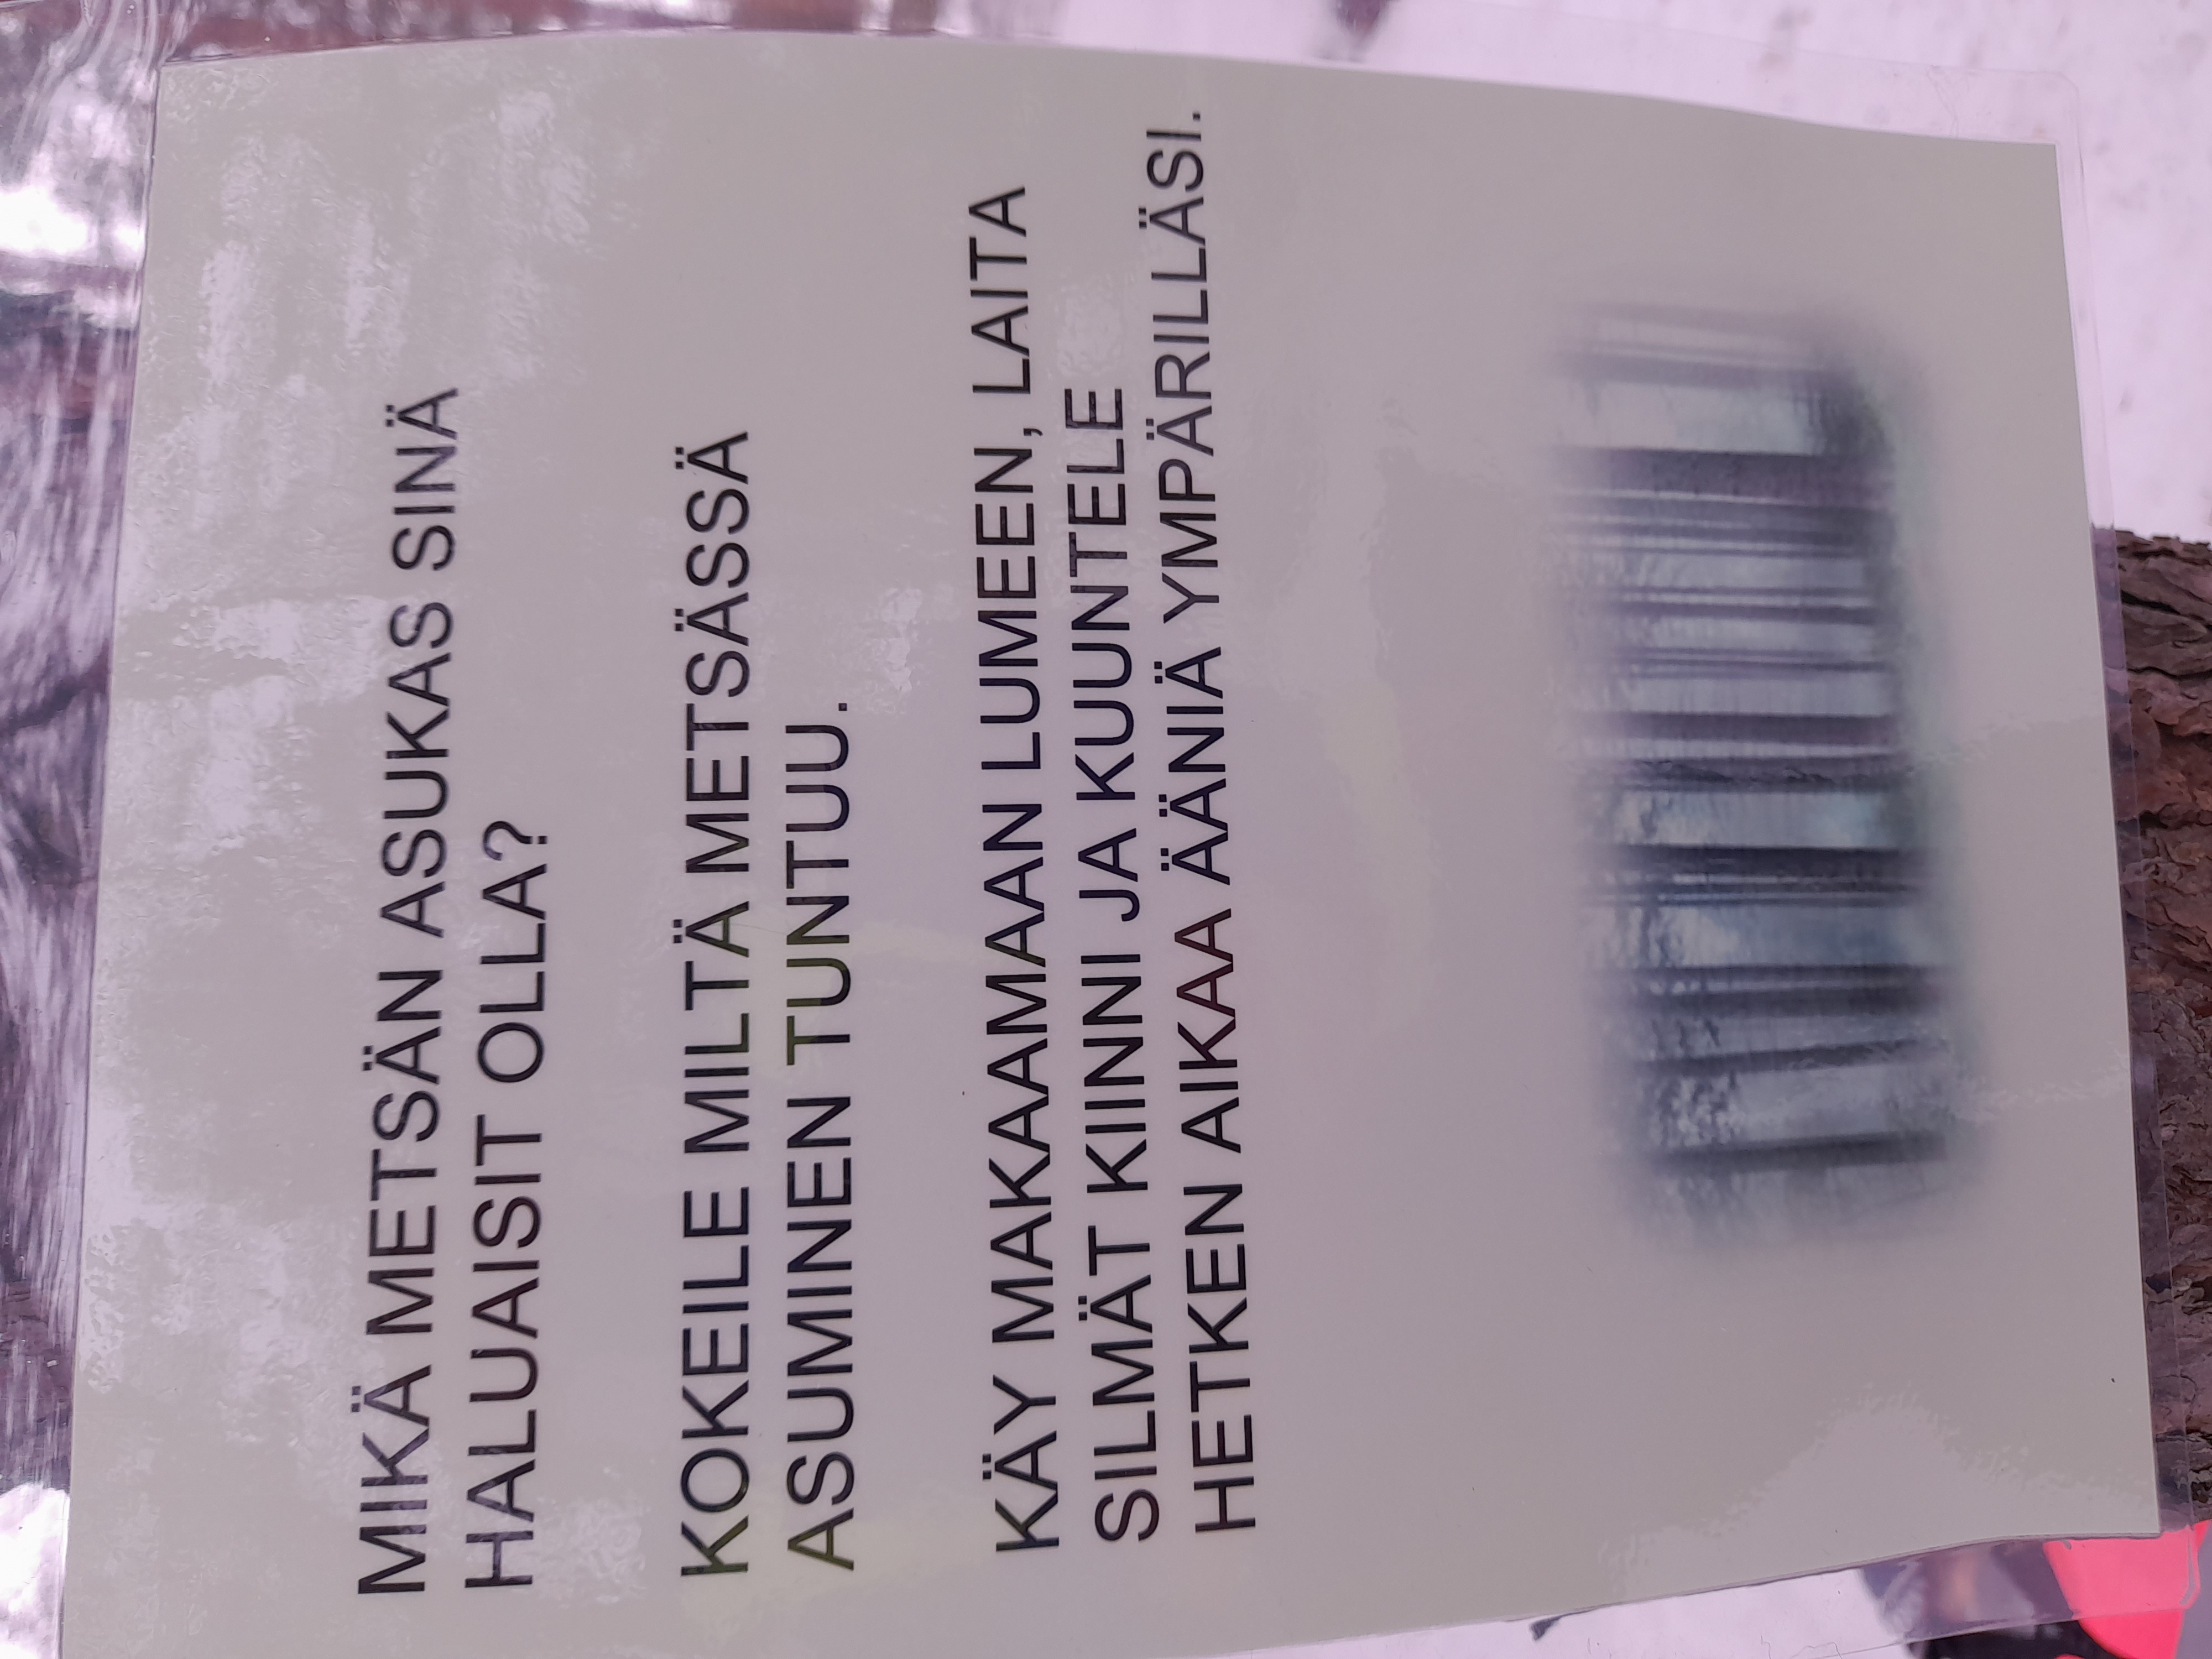 MIKÄ METSÄN ASUKAS SINÄ
HALUAISIT OLLA?
KOKEILE MILTÄ METSÄSSÄ
ASUMINEN TUNTUU.
KÄY MAKAAMAAN LUMEEN, LAITA
SILMÄT KIINNI JA KUUNTELE
HETKEN AIKAA ÄÄNIÄ YMPÄRILLÄSI.